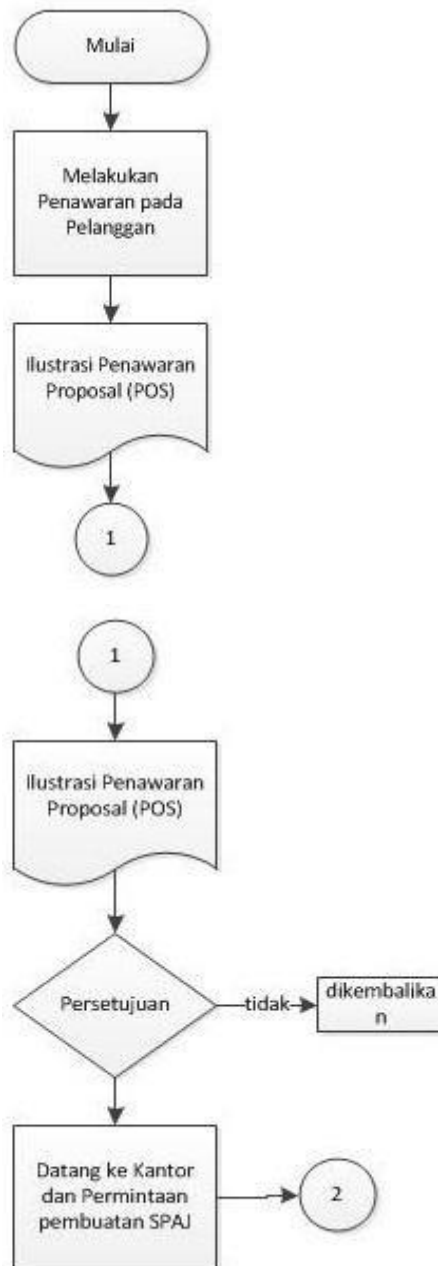 Mulai
Melakukan
Penawaran pada
Pelanggan
Ilustrasi Penawaran
Proposal (POS)
1
1
Ilustrasi Penawaran
Proposal (POS)
Persetujuan
tidak
dikembalika
n
Datang ke Kantor
dan Permintaan
pembuatan SPAJ
2